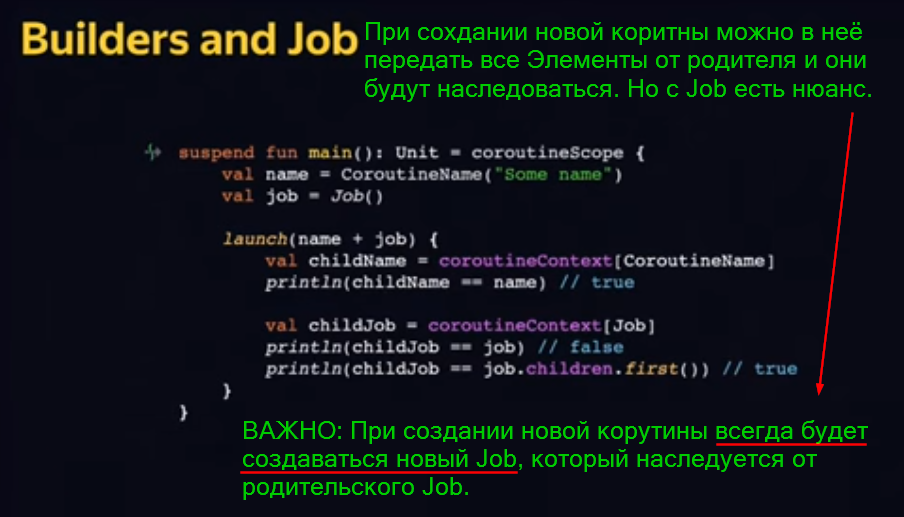 Builders and Job
При сохдании новой коритны можно в неё
передать все Элементы от родителя и они
будут наследоваться. Но с Job есть нюанс.
suspend fun main(): Unit = coroutineScope {
val name = CoroutineName("Some name")
val job = Job()
launch(name + job) {
val childName = coroutineContext[CoroutineName]
println(childName == name) // true
val childJob = coroutineContext[Job]
println(childJob == job) // false
println(childJob == job.children.first()) // true
}
}
ВАЖНО: При создании новой корутины всегда будет
создаваться новый Job, который наследуется от
родительского Job.